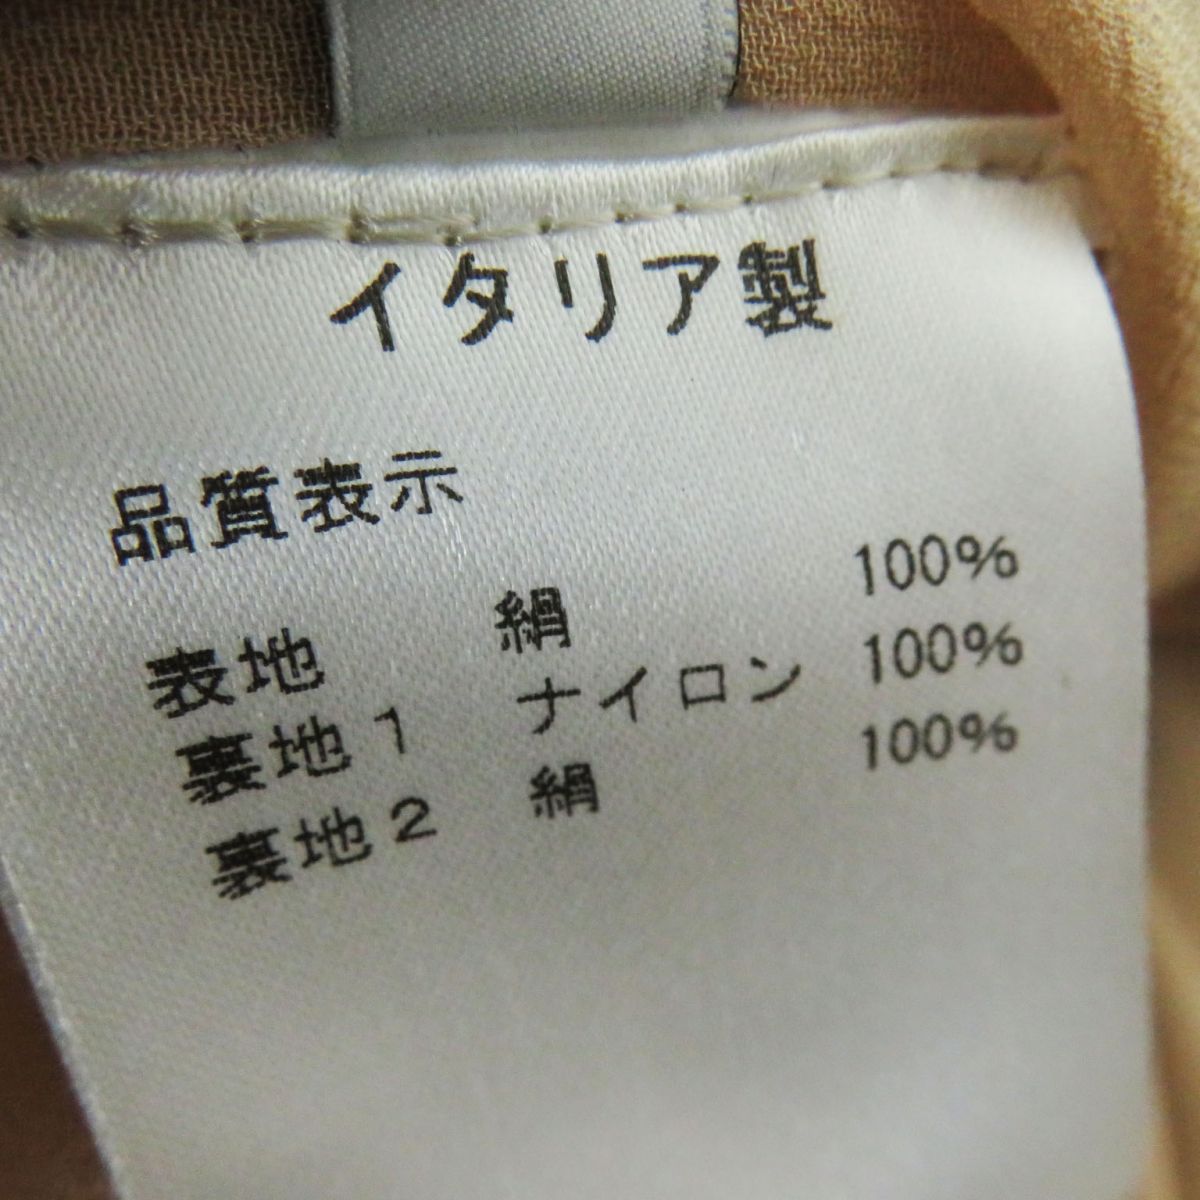 イタリア製
品質表示
表地 絹 100%
裏地1 ナイロン 100%
裏地2 絹 100%